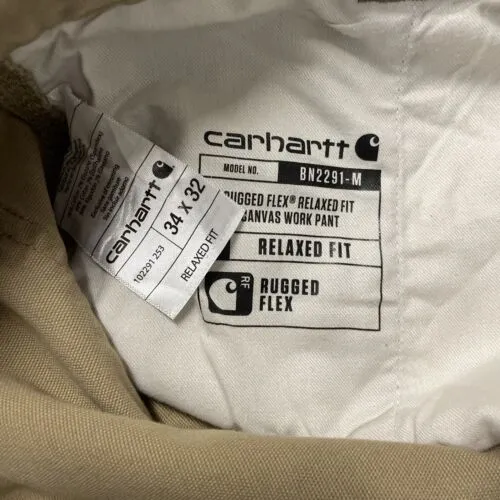 carhartt
MODEL NO. BN2291-M
RUGGED FLEX® RELAXED FIT
CANVAS WORK PANT
RELAXED FIT
RF
RUGGED
FLEX
carhartt
34 X 32
102291 253
RELAXED FIT